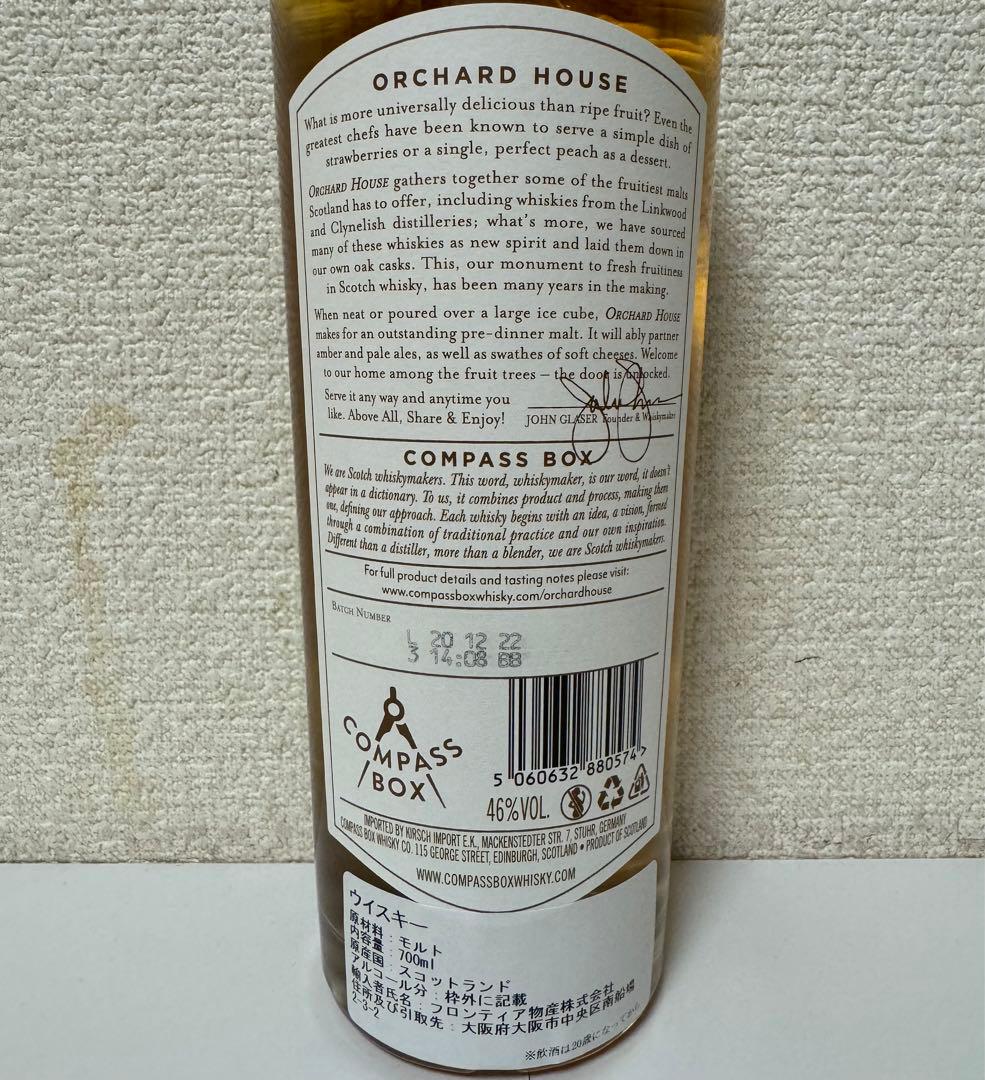 ORCHARD HOUSE
What is more universally delicious than ripe fruit? Even the
greatest chefs have been known to serve a simple dish of
strawberries or a single, perfect peach as a dessert.
ORCHARD HOUSE gathers together some of the fruitiest malts
Scotland has to offer, including whiskies from the Linkwood
and Clynelish distilleries; what's more, we have sourced
many of these whiskies as new spirit and laid them down in
our own oak casks. This, our monument to fresh fruitiness
in Scotch whisky, has been many years in the making.
When neat or poured over a large ice cube, ORCHARD HOUSE
makes for an outstanding pre-dinner malt. It will ably partner
amber and pale ales, as well as swathes of soft cheeses. Welcome
to our home among the fruit trees – the door is unlocked.
Serve it any way and anytime you
like. Above All, Share & Enjoy!
JOHN GLASER Founder & Whiskymaker
COMPASS BOX
We are Scotch whiskymakers. This word, whiskymaker, is our word, it doesn't
appear in a dictionary. To us, it combines product and process, making them
one, defining our approach. Each whisky begins with an idea, a vision, formed
through a combination of traditional practice and our own inspiration.
Different than a distiller, more than a blender, we are Scotch whiskymakers.
For full product details and tasting notes please visit:
www.compassboxwhisky.com/orchardhouse
BATCH NUMBER
L 20 12 22
3 14:08 BB
COMPASS
BOX
5 060632 880574 >
46%VOL.
IMPORTED BY KIRSCH IMPORT E.K., MACKENSTEDTER STR. 7, STUHR, GERMANY
COMPASS BOX WHISKY CO. 115 GEORGE STREET, EDINBURGH, SCOTLAND • PRODUCT OF SCOTLAND
WWW.COMPASSBOXWHISKY.COM
ウイスキー
原材料：モルト
内容量：700ml
原産国：スコットランド
アルコール分：枠外に記載
輸入者氏名：フロンティア物産株式会社
住所及び引取先：大阪府大阪市中央区南船場
2-3-2
※飲酒は20歳になってから